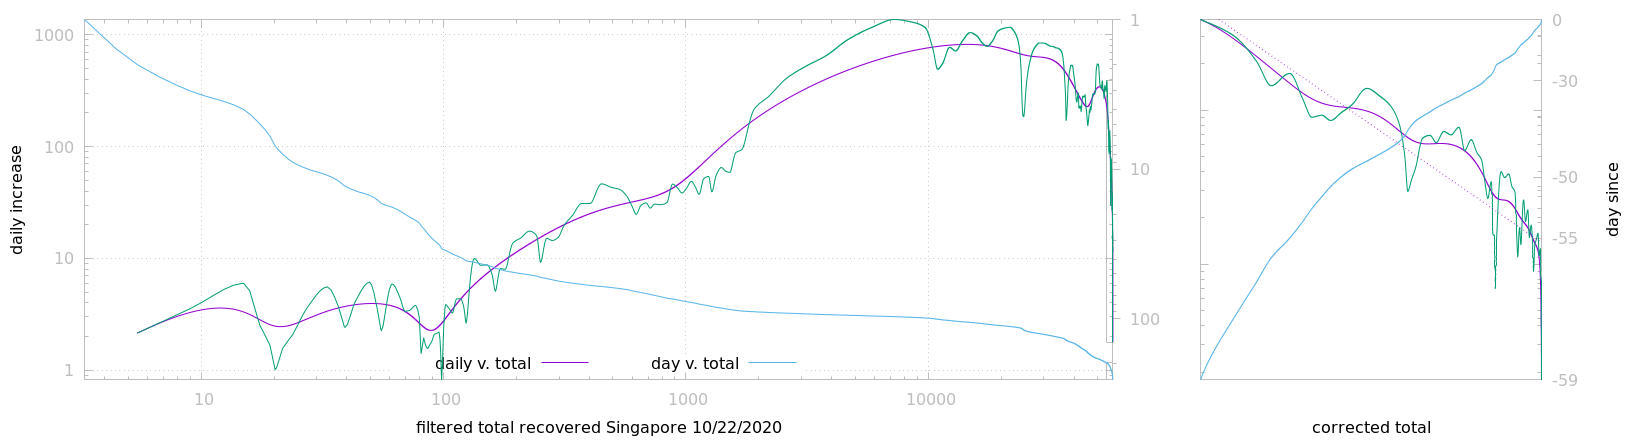 daily increase
1000
100
10
1
daily v. total
day v. total
10
100
1000
10000
filtered total recovered Singapore 10/22/2020
1
10
100
0
-30
-50
-55
-59
day since
corrected total